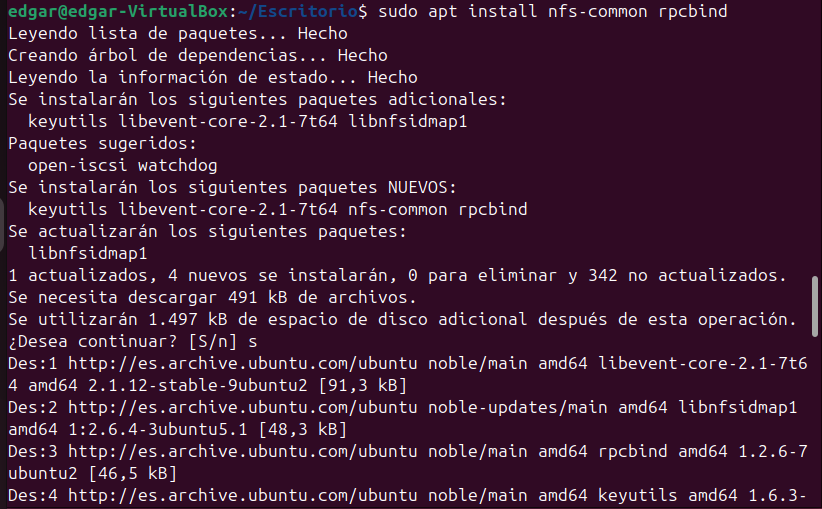 edgar@edgar-VirtualBox:~/Escritorio$ sudo apt install nfs-common rpcbind
Leyendo lista de paquetes... Hecho
Creando árbol de dependencias... Hecho
Leyendo la información de estado... Hecho
Se instalarán los siguientes paquetes adicionales:
  keyutils libevent-core-2.1-7t64 libnfsidmap1
Paquetes sugeridos:
  open-iscsi watchdog
Se instalarán los siguientes paquetes NUEVOS:
  keyutils libevent-core-2.1-7t64 nfs-common rpcbind
Se actualizarán los siguientes paquetes:
  libnfsidmap1
1 actualizados, 4 nuevos se instalarán, 0 para eliminar y 342 no actualizados.
Se necesita descargar 491 kB de archivos.
Se utilizarán 1.497 kB de espacio de disco adicional después de esta operación.
¿Desea continuar? [S/n] s
Des:1 http://es.archive.ubuntu.com/ubuntu noble/main amd64 libevent-core-2.1-7t6
4 amd64 2.1.12-stable-9ubuntu2 [91,3 kB]
Des:2 http://es.archive.ubuntu.com/ubuntu noble-updates/main amd64 libnfsidmap1
amd64 1:2.6.4-3ubuntu5.1 [48,3 kB]
Des:3 http://es.archive.ubuntu.com/ubuntu noble/main amd64 rpcbind amd64 1.2.6-7
ubuntu2 [46,5 kB]
Des:4 http://es.archive.ubuntu.com/ubuntu noble/main amd64 keyutils amd64 1.6.3-